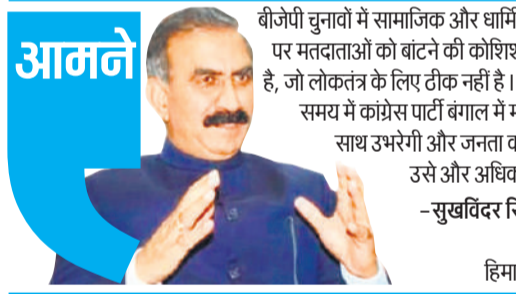 आमने
बीजेपी चुनावों में सामाजिक और धार्मि
पर मतदाताओं को बांटने की कोशिश
है, जो लोकतंत्र के लिए ठीक नहीं है।
समय में कांग्रेस पार्टी बंगाल में म
साथ उभरेगी और जनता क
उसे और अधिक
-सुखविंदर सि
हिमा